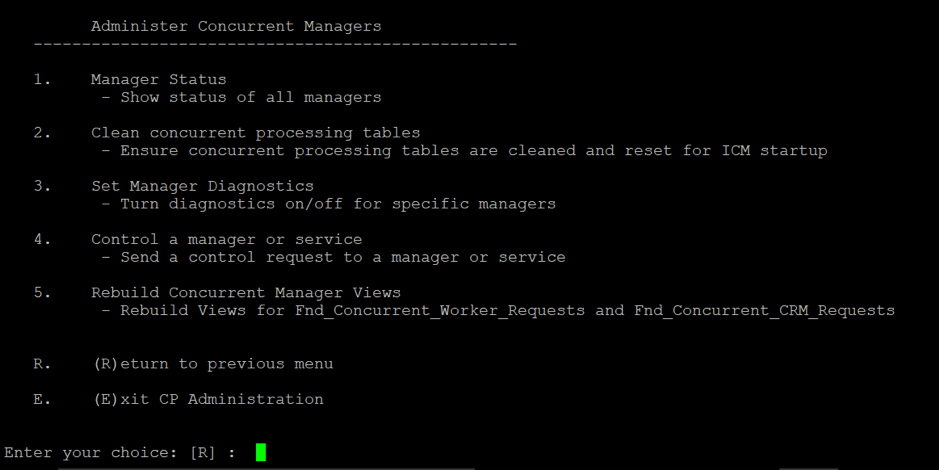 Administer Concurrent Managers
--------------------------------------------------
1. Manager Status
- Show status of all managers
2. Clean concurrent processing tables
- Ensure concurrent processing tables are cleaned and reset for ICM startup
3. Set Manager Diagnostics
- Turn diagnostics on/off for specific managers
4. Control a manager or service
- Send a control request to a manager or service
5. Rebuild Concurrent Manager Views
- Rebuild Views for Fnd_Concurrent_Worker_Requests and Fnd_Concurrent_CRM_Requests
R. (R)eturn to previous menu
E. (E)xit CP Administration
Enter your choice: [R] :